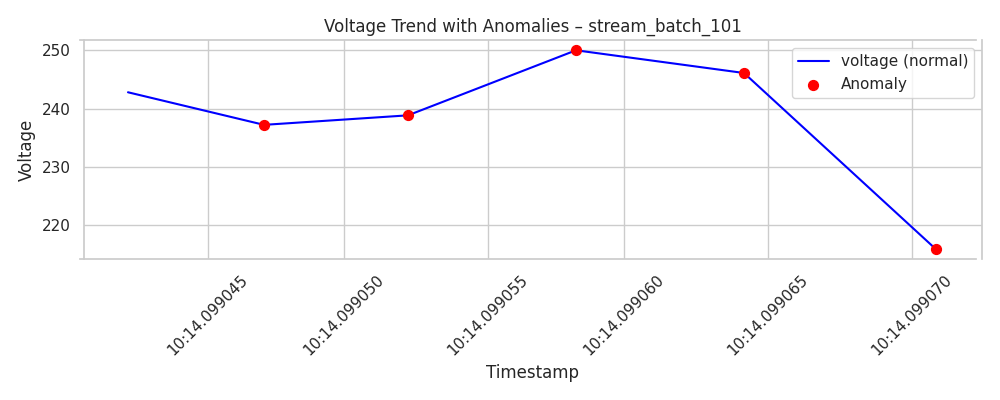 Voltage Trend with Anomalies – stream_batch_101
voltage (normal)
Anomaly
Voltage
250
240
230
220
10:14.099045
10:14.099050
10:14.099055
10:14.099060
10:14.099065
10:14.099070
Timestamp